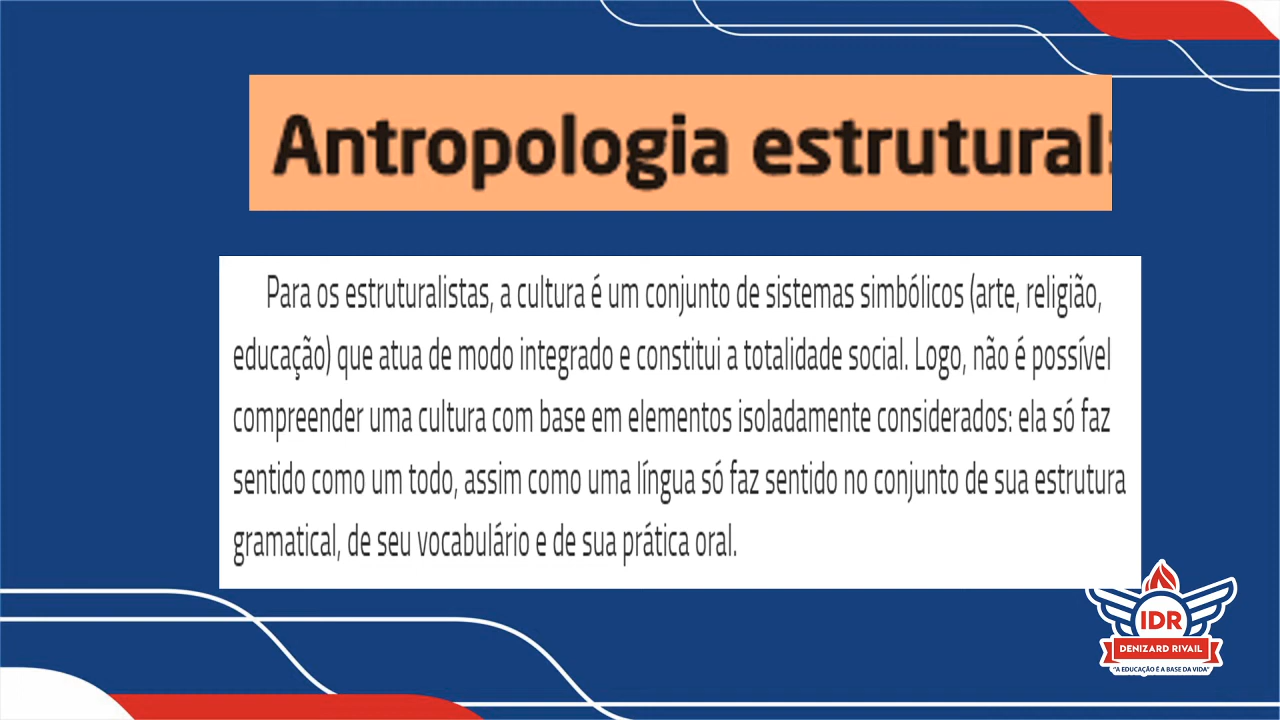 Antropologia estrutural:
Para os estruturalistas, a cultura é um conjunto de sistemas simbólicos (arte, religião,
educação) que atua de modo integrado e constitui a totalidade social. Logo, não é possível
compreender uma cultura com base em elementos isoladamente considerados: ela só faz
sentido como um todo, assim como uma língua só faz sentido no conjunto de sua estrutura
gramatical, de seu vocabulário e de sua prática oral.
IDR
DENIZARD RIVAIL
"A EDUCAÇÃO É A BASE DA VIDA"